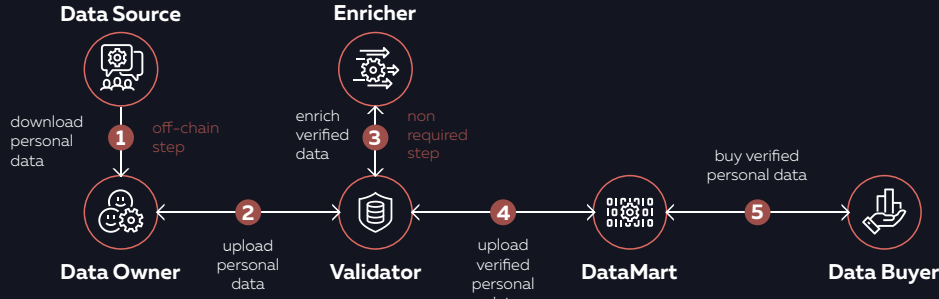 Data Source
Enricher
download
personal
data
1
off-chain
step
enrich
verified
data
3
non
required
step
buy verified
personal data
2
4
5
upload
personal
data
upload
verified
personal
Data Owner
Validator
DataMart
Data Buyer